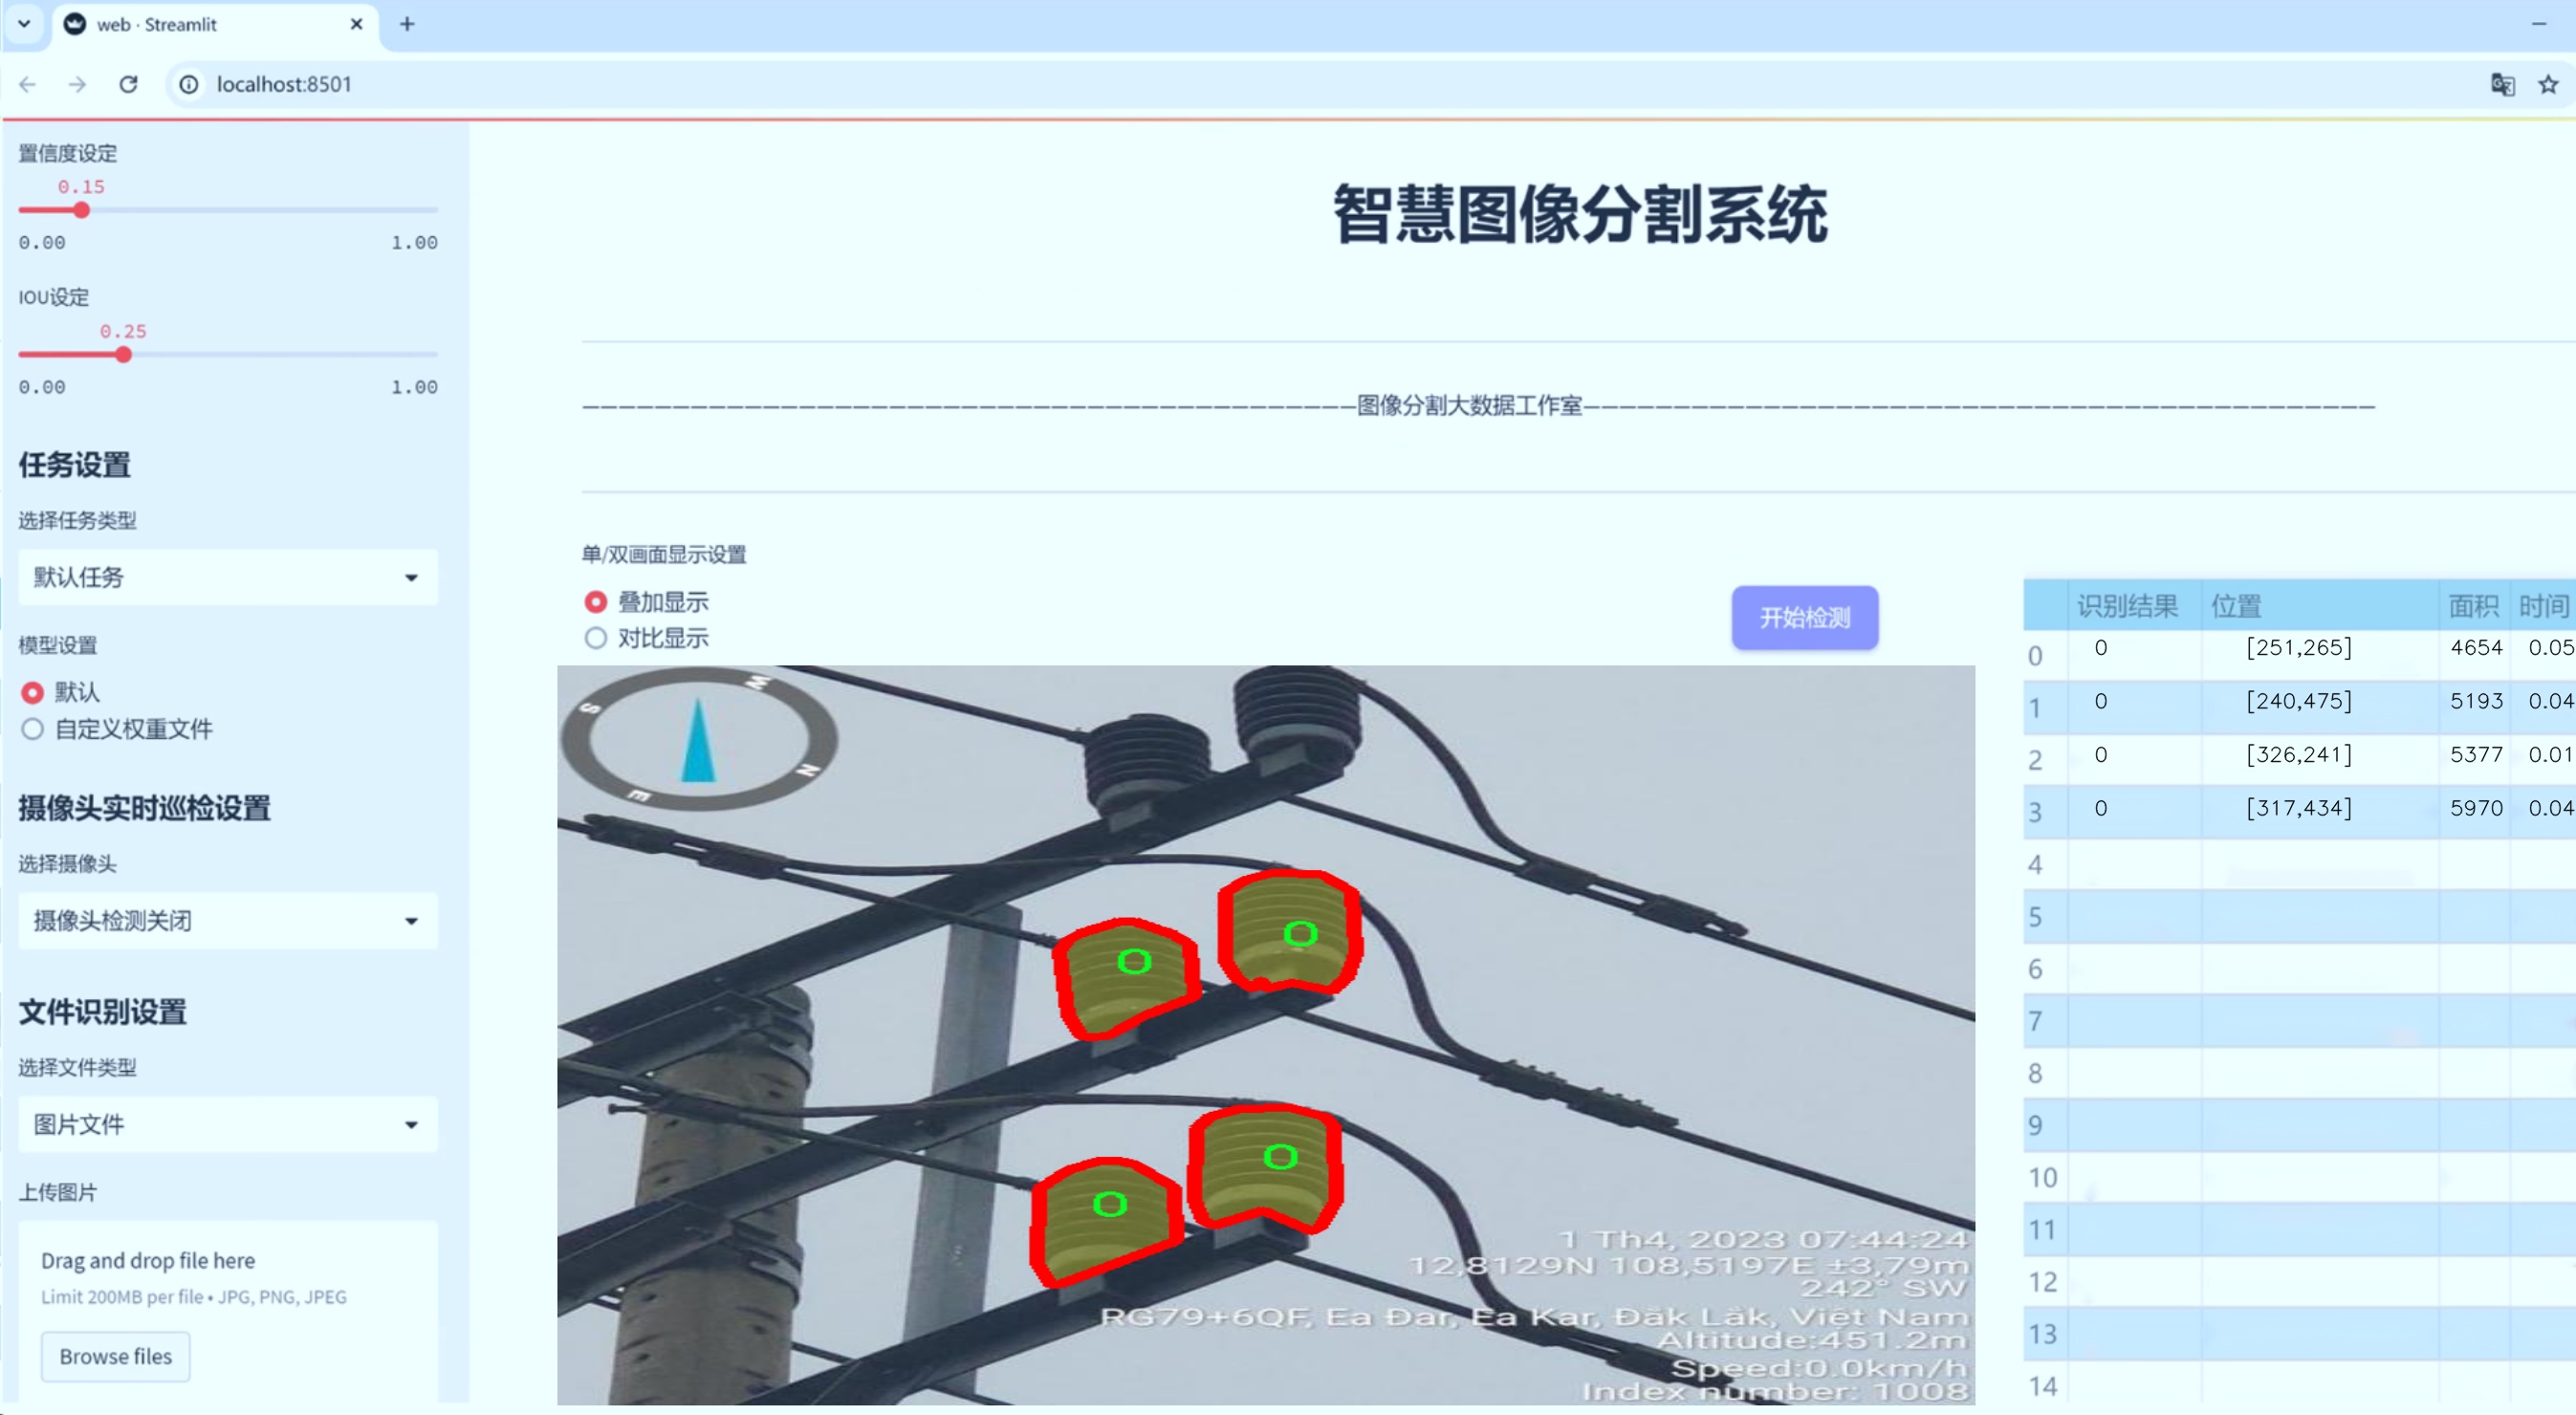 web · Streamlit
localhost:8501
置信度设定
0.15
0.00 1.00
IOU设定
0.25
0.00 1.00
任务设置
选择任务类型
默认任务
模型设置
默认
自定义权重文件
摄像头实时巡检设置
选择摄像头
摄像头检测关闭
文件识别设置
选择文件类型
图片文件
上传图片
Drag and drop file here
Limit 200MB per file • JPG, PNG, JPEG
Browse files
智慧图像分割系统
图像分割大数据工作室
单/双画面显示设置
叠加显示
对比显示
开始检测
S W N E
1 Th4, 2023 07:44:24
12,8129N 108,5197E ±3,79m
242° SW
RG79+6QF, Ea Đar, Ea Kar, Đắk Lắk, Việt Nam
Altitude:451.2m
Speed:0.0km/h
Index number: 1008
识别结果 位置 面积 时间
0 0 [251,265] 4654 0.05
1 0 [240,475] 5193 0.04
2 0 [326,241] 5377 0.01
3 0 [317,434] 5970 0.04
4
5
6
7
8
9
10
11
12
13
14